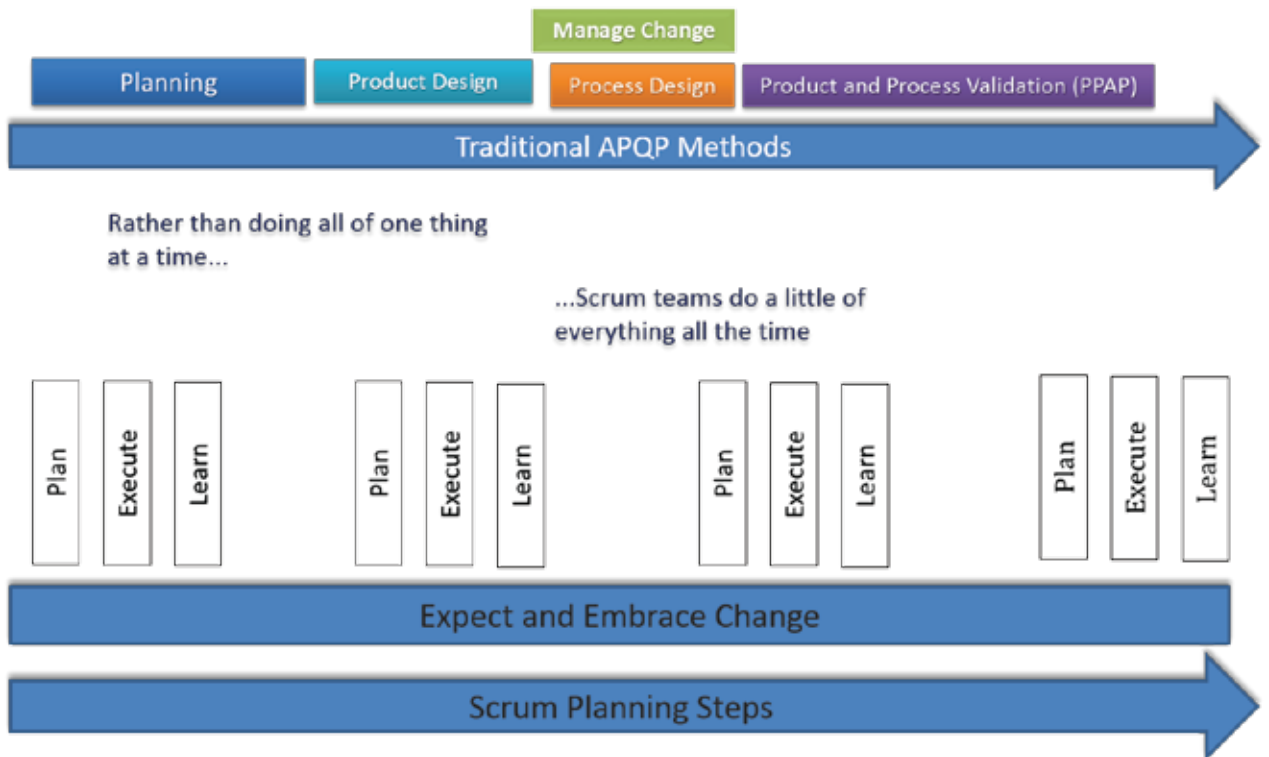 Manage Change
Planning
Product Design
Process Design
Product and Process Validation (PPAP)
Traditional APQP Methods
Rather than doing all of one thing
at a time...
...Scrum teams do a little of
everything all the time
Plan
Execute
Learn
Plan
Execute
Learn
Plan
Execute
Learn
Plan
Execute
Learn
Expect and Embrace Change
Scrum Planning Steps